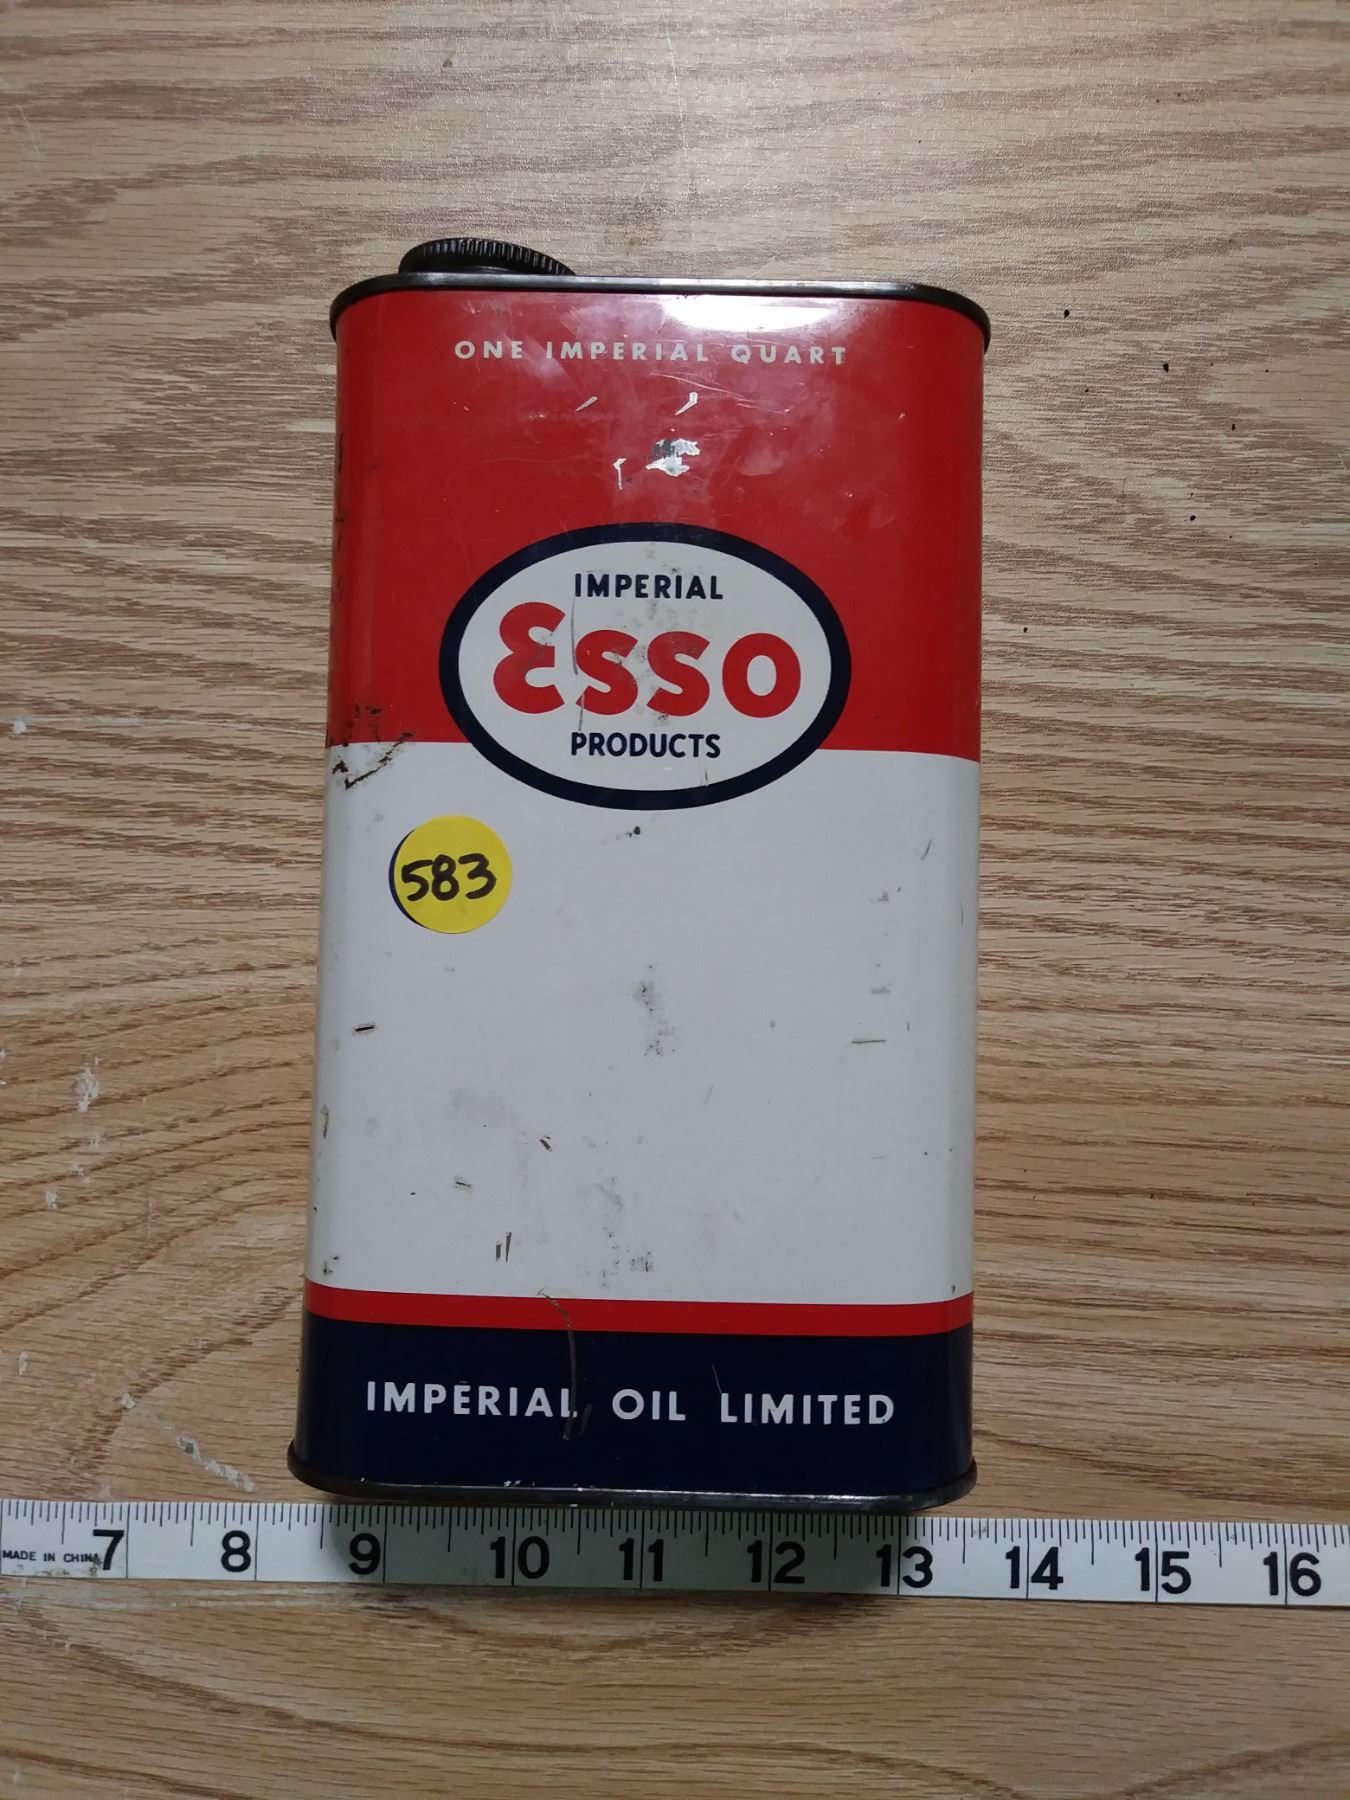 ONE IMPERIAL QUART
IMPERIAL
Esso
PRODUCTS
583
IMPERIAL OIL LIMITED
MADE IN CHINA 7 8 9 10 11 12 13 14 15 16